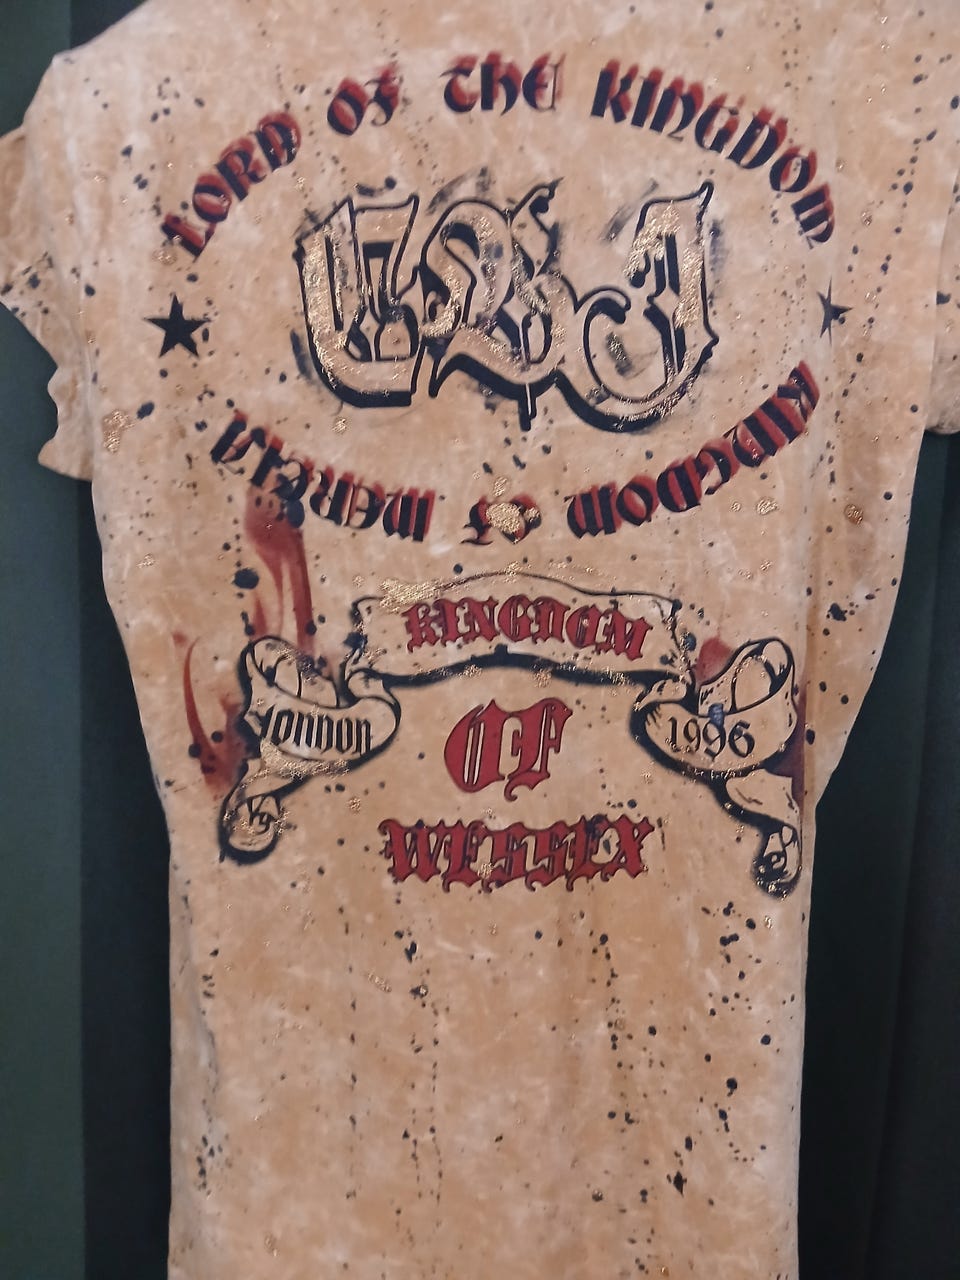 LORD OF THE KINGDOM
KINGDOM OF MERCIA
KINGDOM
London
OF
1996
WESSEX